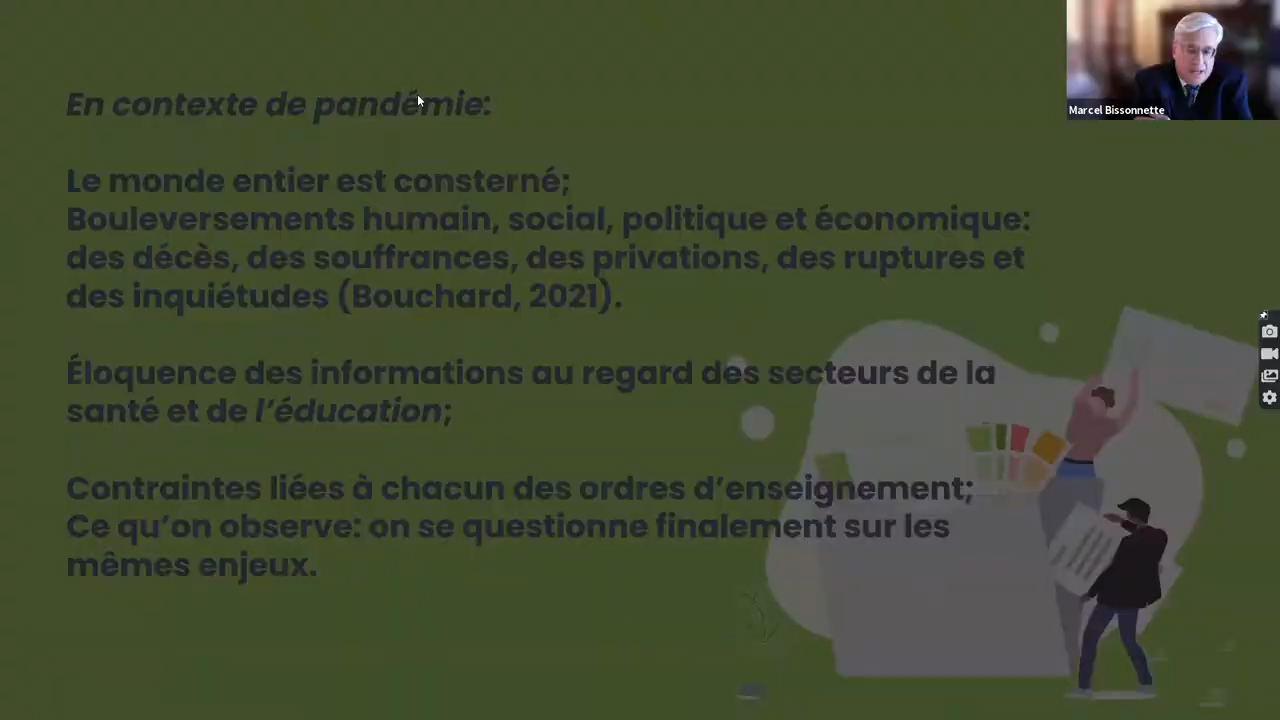 Marcel Bissonnette
En contexte de pandémie:
Le monde entier est consterné;
Bouleversements humain, social, politique et économique:
des décès, des souffrances, des privations, des ruptures et
des inquiétudes (Bouchard, 2021).
Éloquence des informations au regard des secteurs de la
santé et de l’éducation;
Contraintes liées à chacun des ordres d’enseignement;
Ce qu’on observe: on se questionne finalement sur les
mêmes enjeux.